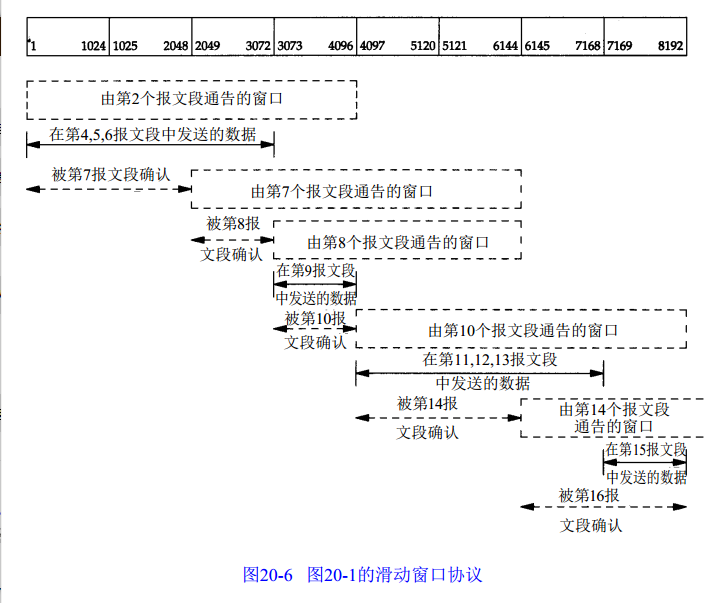 1 1024 1025 2048 2049 3072 3073 4096 4097 5120 5121 6144 6145 7168 7169 8192
由第2个报文段通告的窗口
在第4,5,6报文段中发送的数据
被第7报文段确认
由第7个报文段通告的窗口
被第8报
文段确认
由第8个报文段通告的窗口
在第9报文段
中发送的数据
被第10报
文段确认
由第10个报文段通告的窗口
在第11,12,13报文段
中发送的数据
被第14报
文段确认
由第14个报文段
通告的窗口
在第15报文段
中发送的数据
被第16报
文段确认
图20-6 图20-1的滑动窗口协议